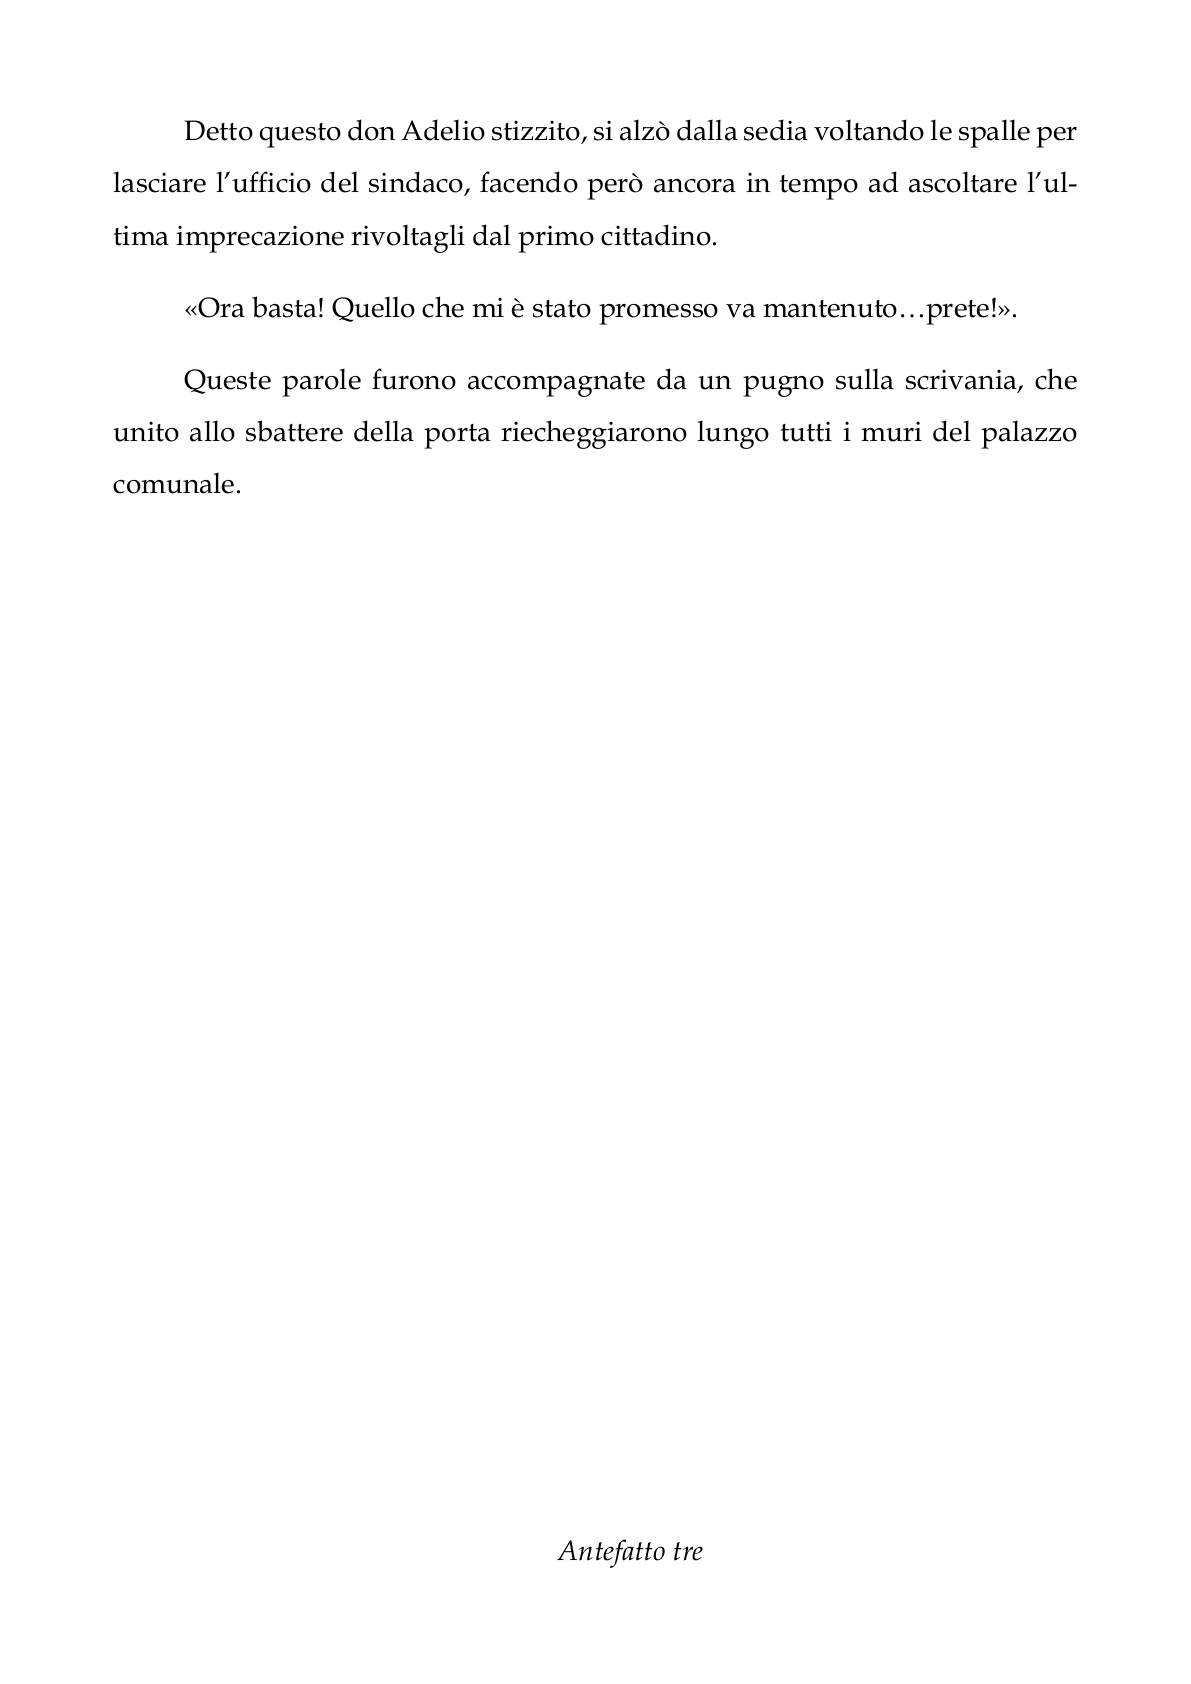 Detto questo don Adelio stizzito, si alzò dalla sedia voltando le spalle per
lasciare l’ufficio del sindaco, facendo però ancora in tempo ad ascoltare l’ul-
tima imprecazione rivoltagli dal primo cittadino.
«Ora basta! Quello che mi è stato promesso va mantenuto…prete!».
Queste parole furono accompagnate da un pugno sulla scrivania, che
unito allo sbattere della porta riecheggiarono lungo tutti i muri del palazzo
comunale.
Antefatto tre